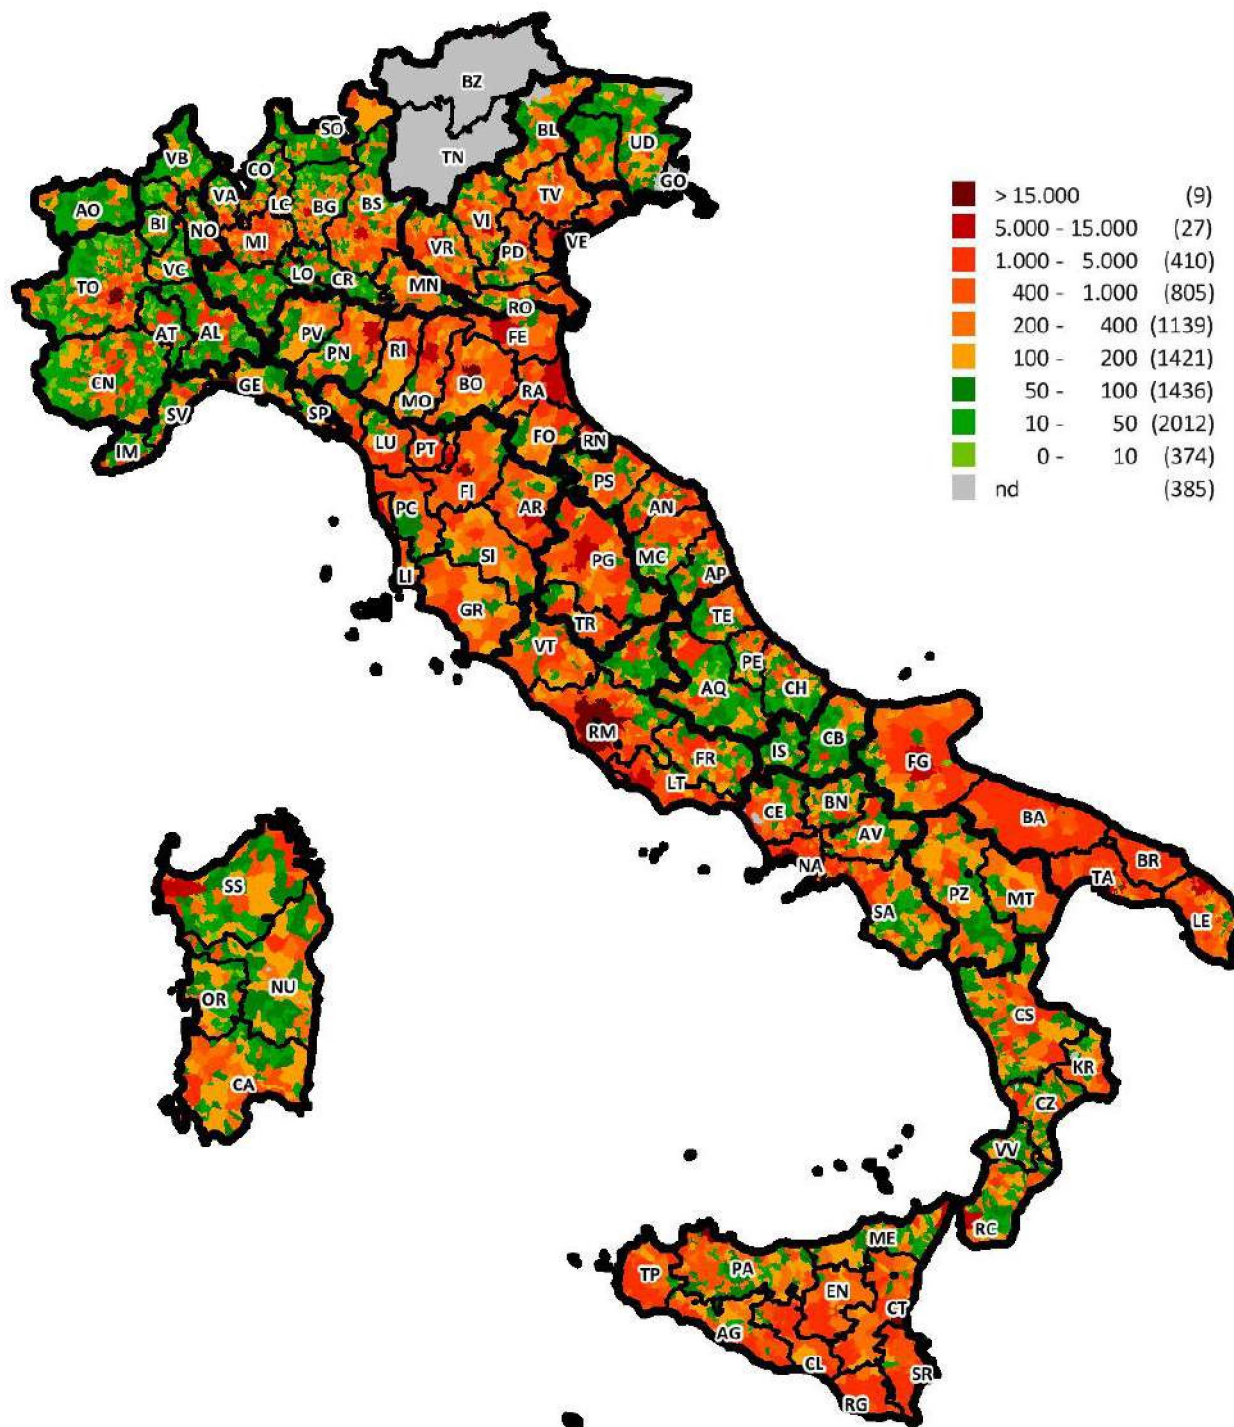 BZ
SO
TN
BL
UD
GO
VB
CO
VA
LC
BG
BS
TV
AO
BI
NO
MI
VI
VE
VR
PD
TO
VC
LO
CR
MN
RO
AT
AL
PV
PN
RI
FE
CN
GE
MO
BO
RA
SV
SP
IM
LU
PT
FO
RN
FI
PS
PC
AR
AN
SI
PG
MC
LI
AP
GR
TR
TE
VT
PE
AQ
CH
RM
IS
CB
FR
LT
FG
CE
BN
BA
AV
NA
BR
TA
PZ
MT
SA
LE
SS
OR
NU
CS
CA
KR
CZ
VV
RC
ME
TP
PA
EN
CT
AG
CL
SR
RG
> 15.000 (9)
5.000 - 15.000 (27)
1.000 - 5.000 (410)
400 - 1.000 (805)
200 - 400 (1139)
100 - 200 (1421)
50 - 100 (1436)
10 - 50 (2012)
0 - 10 (374)
nd (385)